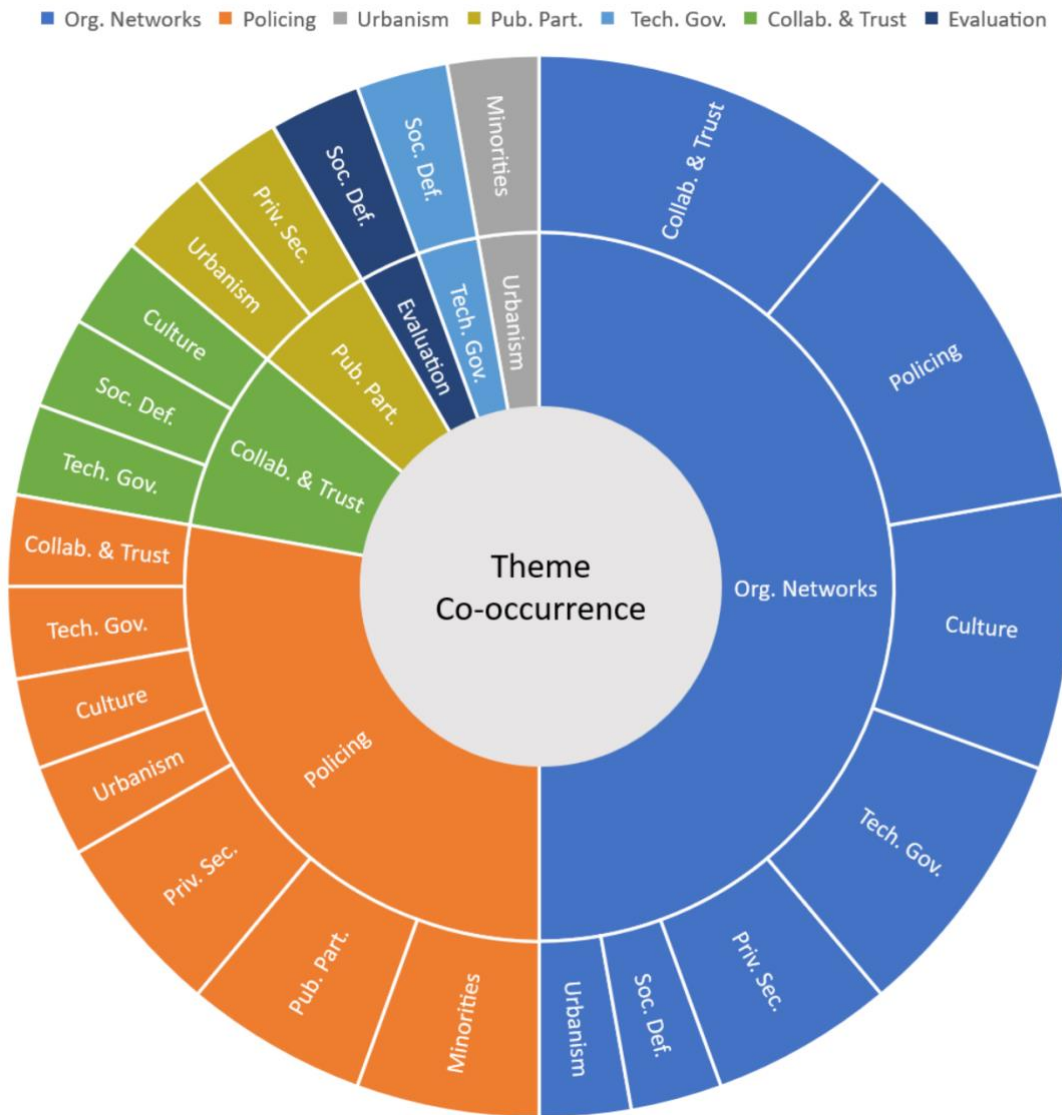 Org. Networks Policing Urbanism Pub. Part. Tech. Gov. Collab. & Trust Evaluation
Collab. & Trust
Policing
Culture
Tech. Gov.
Priv. Sec.
Soc. Def.
Urbanism
Org. Networks
Minorities
Pub. Part.
Priv. Sec.
Urbanism
Culture
Tech. Gov.
Collab. & Trust
Policing
Tech. Gov.
Soc. Def.
Culture
Collab. & Trust
Urbanism
Priv. Sec.
Pub. Part.
Soc. Def.
Evaluation
Soc. Def.
Tech. Gov.
Minorities
Urbanism
Theme
Co-occurrence